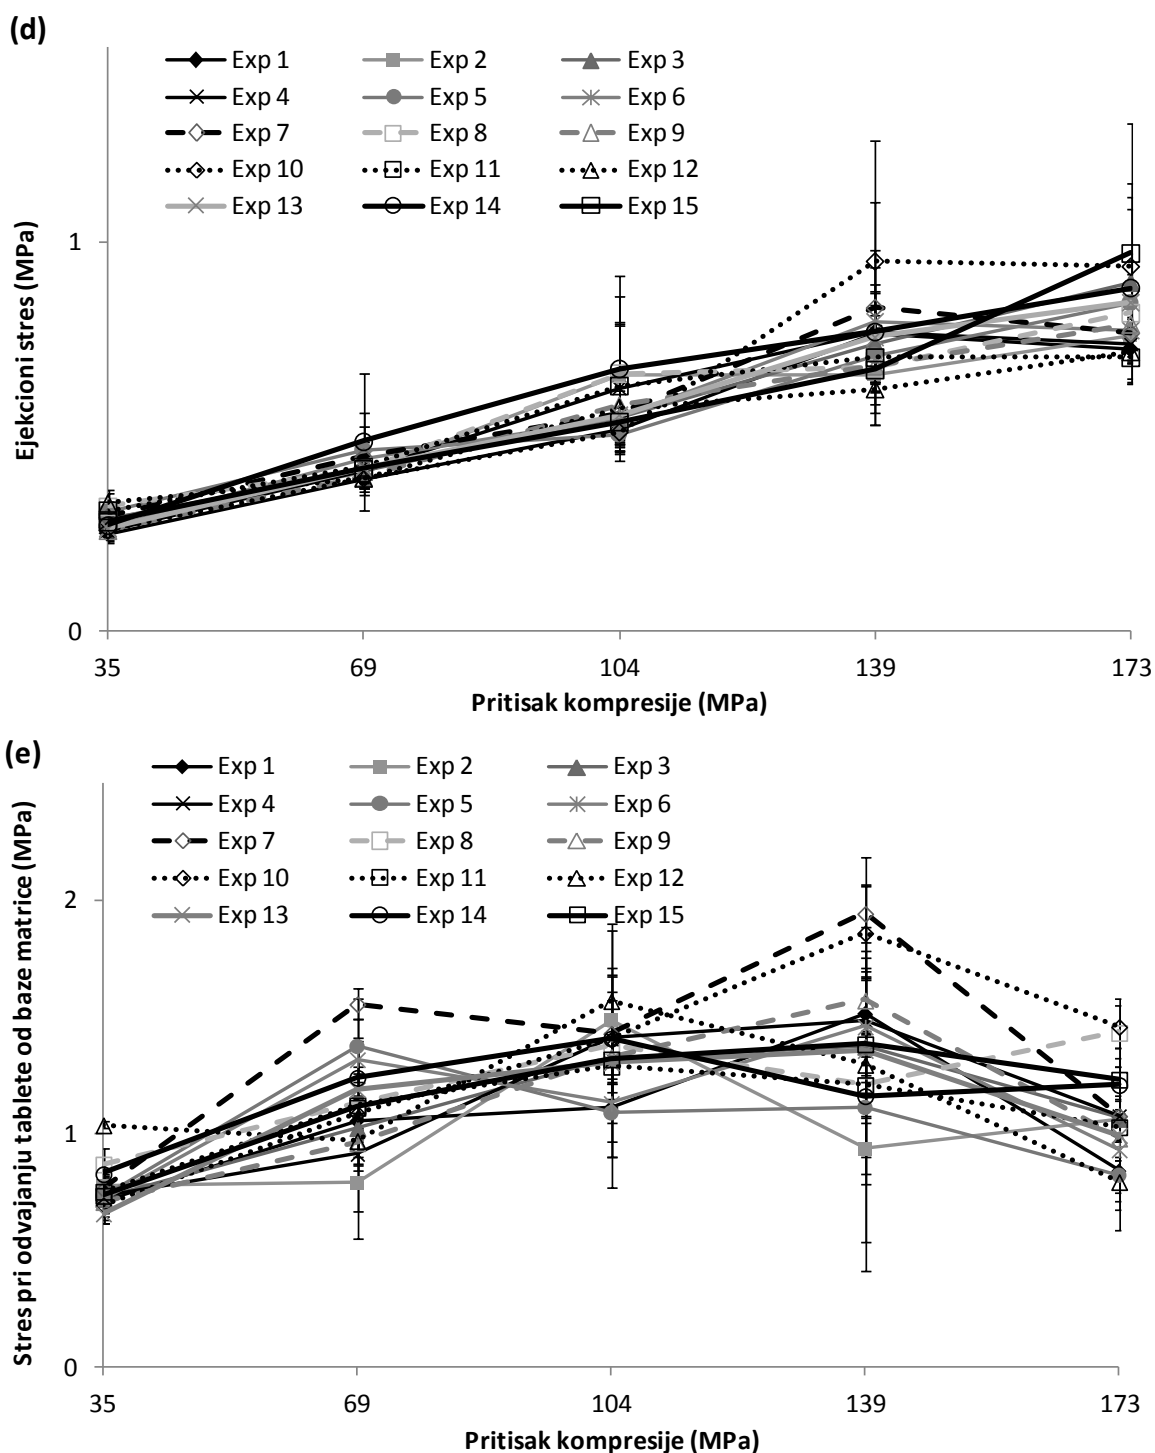 (d)
Exp 1 Exp 2 Exp 3
Exp 4 Exp 5 Exp 6
Exp 7 Exp 8 Exp 9
Exp 10 Exp 11 Exp 12
Exp 13 Exp 14 Exp 15
Ejekcioni stres (MPa)
1
0
35 69 104 139 173
Pritisak kompresije (MPa)
(e)
Exp 1 Exp 2 Exp 3
Exp 4 Exp 5 Exp 6
Exp 7 Exp 8 Exp 9
Exp 10 Exp 11 Exp 12
Exp 13 Exp 14 Exp 15
Stres pri odvajanju tablete od baze matrice (MPa)
2
1
0
35 69 104 139 173
Pritisak kompresije (MPa)